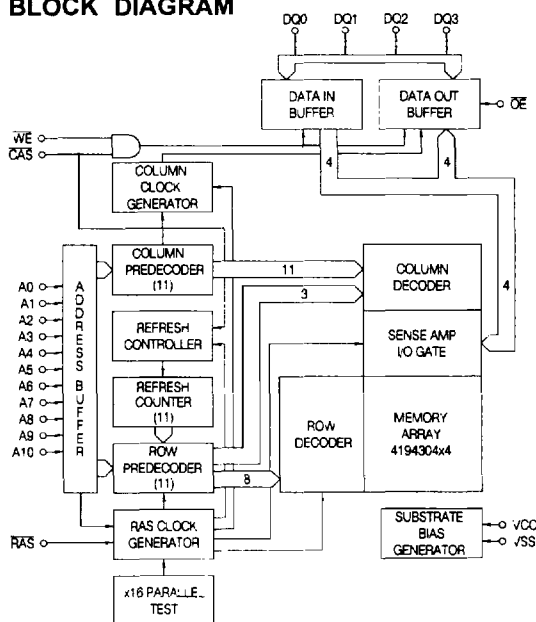 BLOCK DIAGRAM
DQ0 DQ1 DQ2 DQ3
DATA IN
BUFFER
DATA OUT
BUFFER
OE
WE
CAS
4
4
COLUMN
CLOCK
GENERATOR
COLUMN
PREDECODER
(11)
11
3
COLUMN
DECODER
4
A0
A1
A2
A3
A4
A5
A6
A7
A8
A9
A10
ADDRESS BUFFER
REFRESH
CONTROLLER
SENSE AMP
I/O GATE
REFRESH
COUNTER
(11)
ROW
PREDECODER
(11)
8
ROW
DECODER
MEMORY
ARRAY
4194304x4
RAS
RAS CLOCK
GENERATOR
SUBSTRATE
BIAS
GENERATOR
VCC
VSS
x16 PARALLEL
TEST